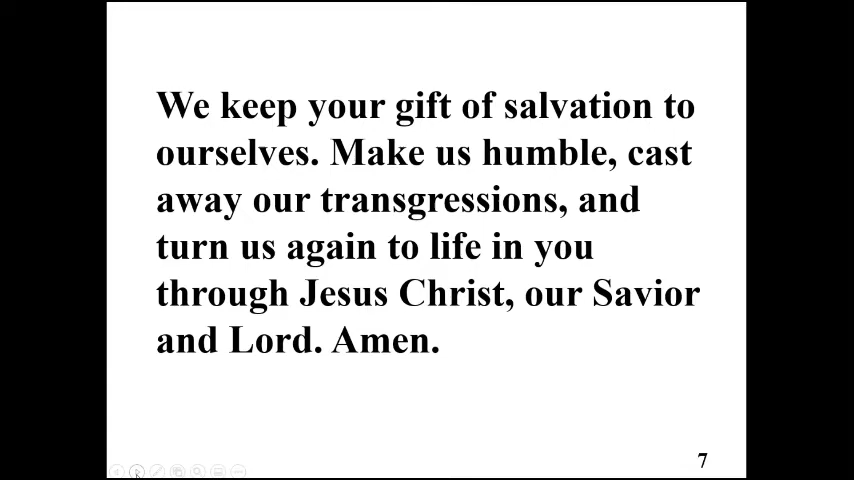 We keep your gift of salvation to
ourselves. Make us humble, cast
away our transgressions, and
turn us again to life in you
through Jesus Christ, our Savior
and Lord. Amen.
7